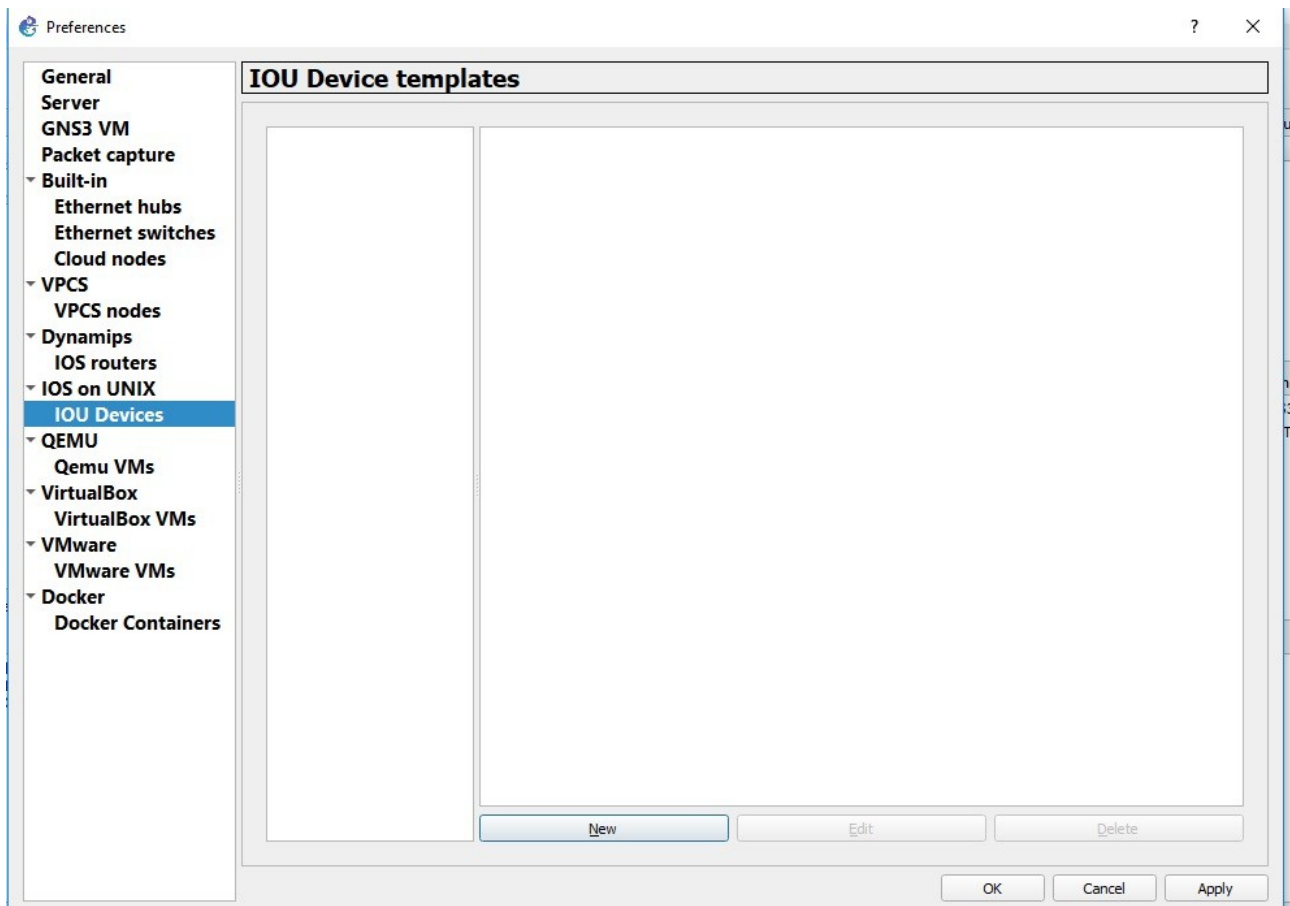 Preferences
?
General
Server
GNS3 VM
Packet capture
Built-in
Ethernet hubs
Ethernet switches
Cloud nodes
VPCS
VPCS nodes
Dynamips
IOS routers
IOS on UNIX
IOU Devices
QEMU
Qemu VMs
VirtualBox
VirtualBox VMs
VMware
VMware VMs
Docker
Docker Containers
IOU Device templates
New Edit Delete
OK Cancel Apply